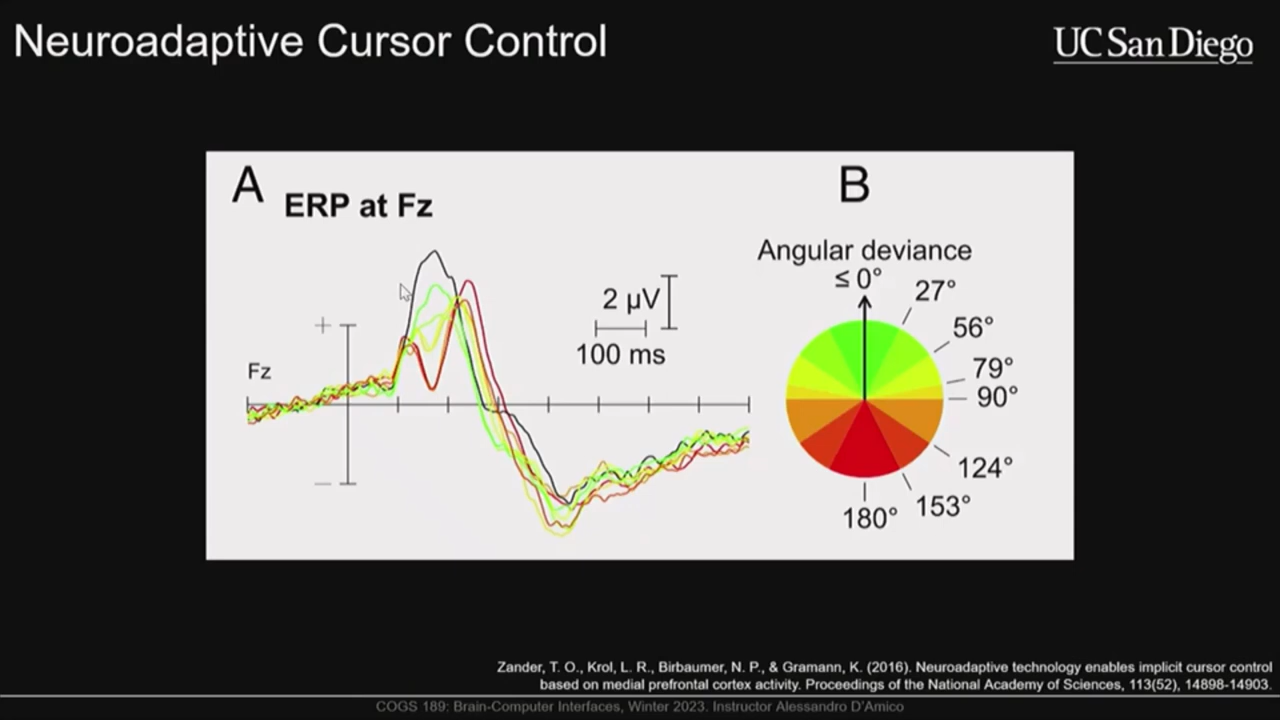 Neuroadaptive Cursor Control
UC San Diego
A
ERP at Fz
+
Fz
—
2 µV
100 ms
B
Angular deviance
≤ 0°
27°
56°
79°
90°
124°
153°
180°
Zander, T. O., Krol, L. R., Birbaumer, N. P., & Gramann, K. (2016). Neuroadaptive technology enables implicit cursor control
based on medial prefrontal cortex activity. Proceedings of the National Academy of Sciences, 113(52), 14898-14903.
COGS 189: Brain-Computer Interfaces, Winter 2023. Instructor Alessandro D'Amico